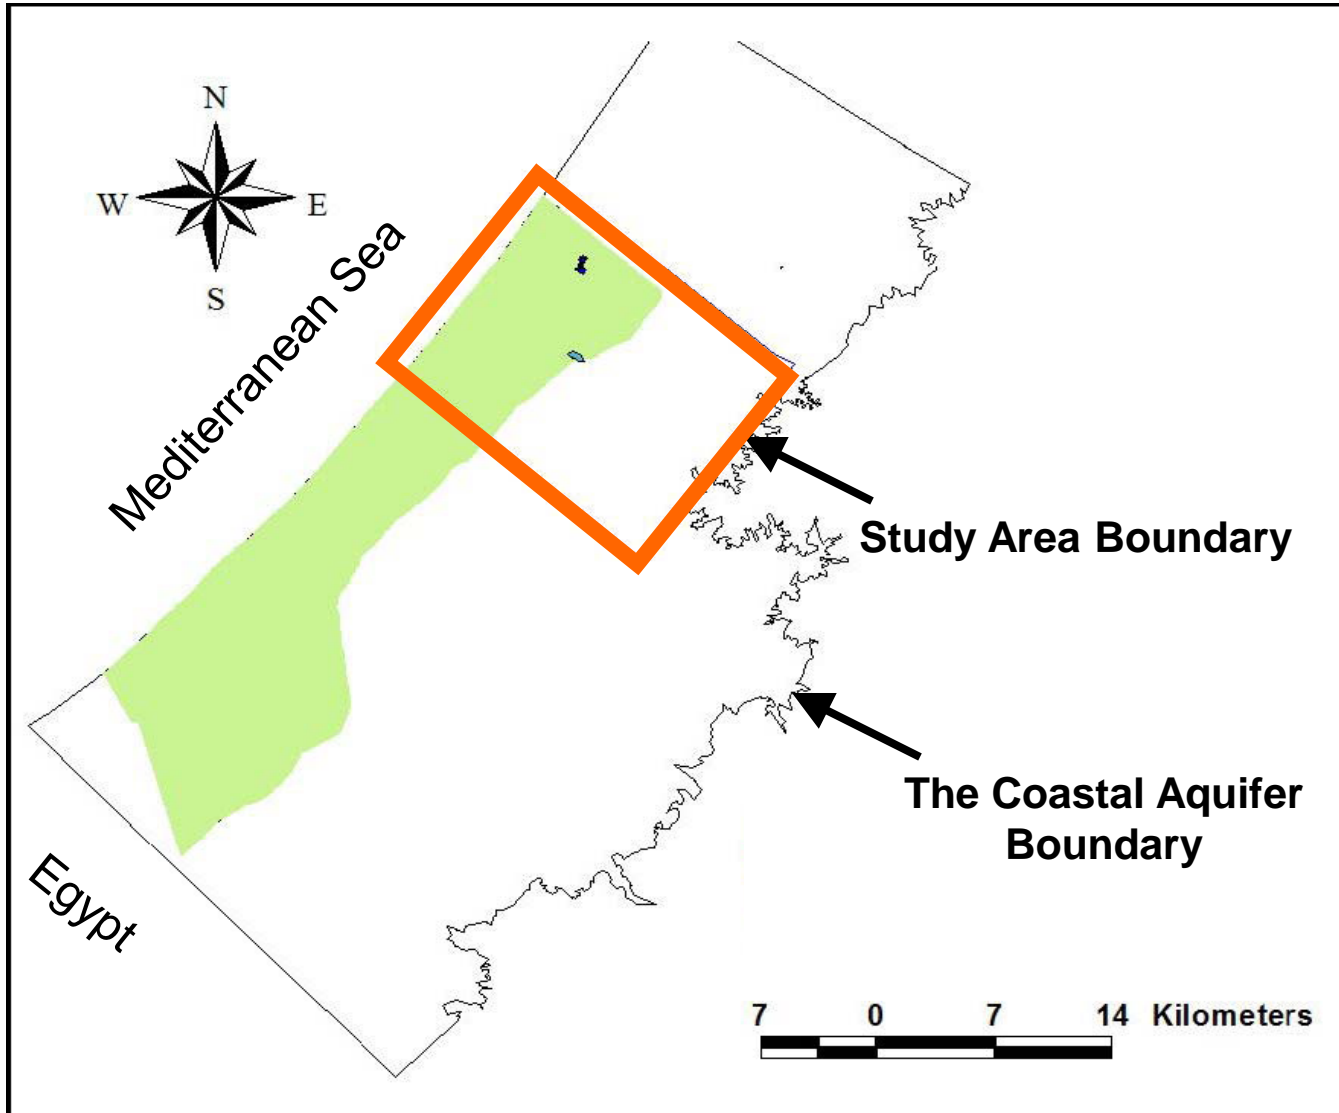 N
W E
S
Mediterranean Sea
Study Area Boundary
The Coastal Aquifer
Boundary
Egypt
7 0 7 14 Kilometers